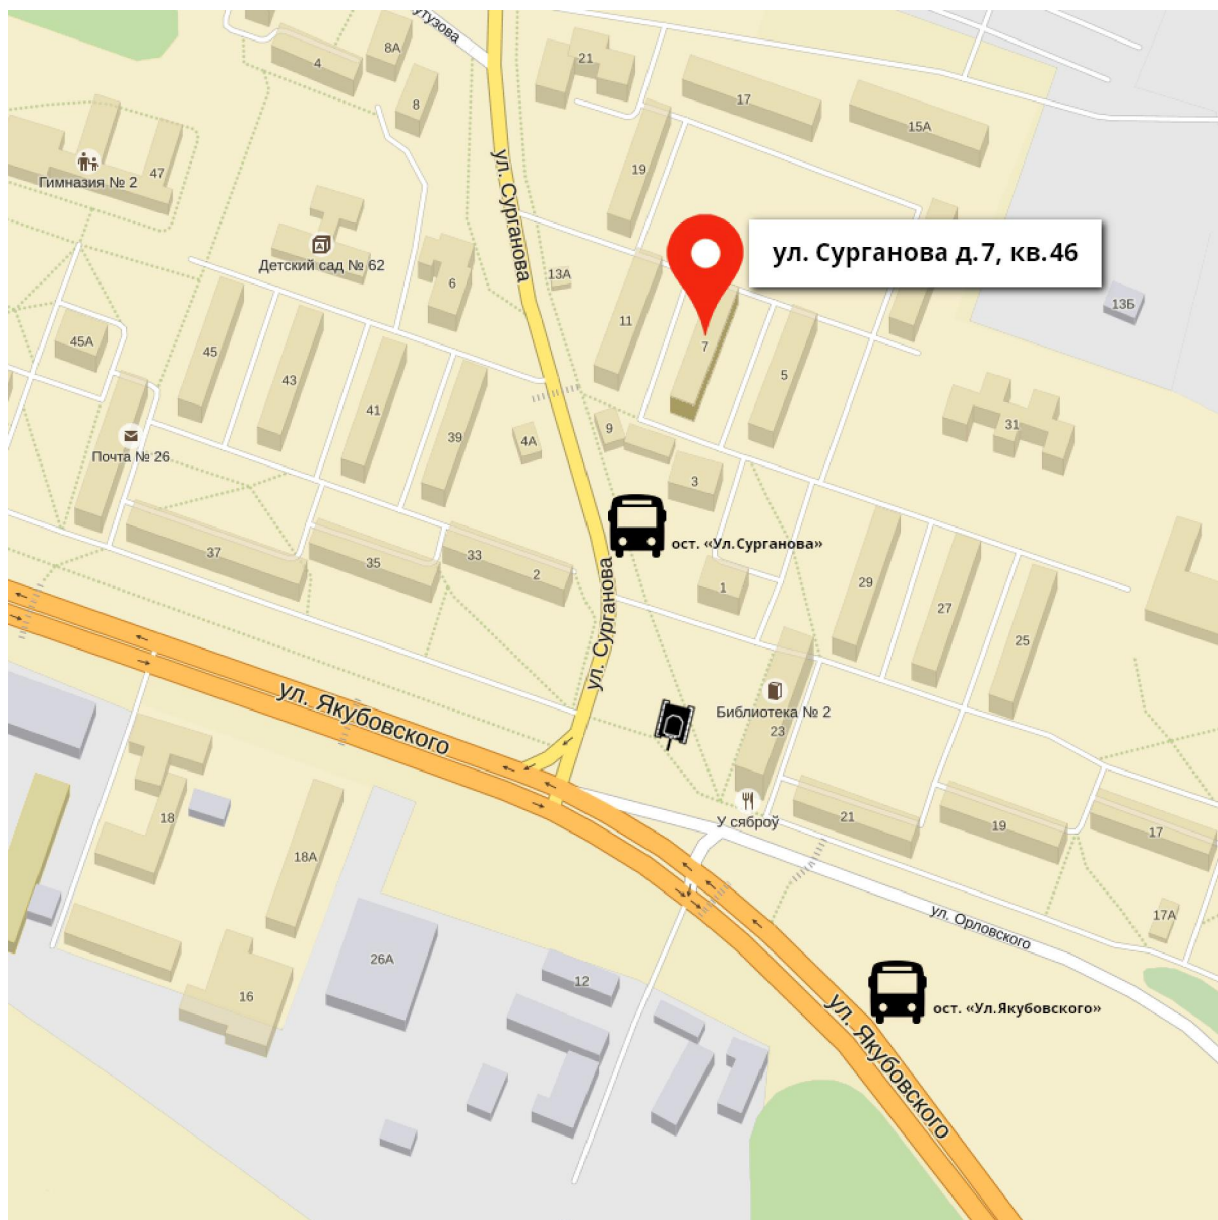 утузова
8А
4
8
21
17
15А
ул. Сурганова
19
47
Гимназия № 2
Детский сад № 62
6
13А
ул. Сурганова д.7, кв.46
13Б
11
7
5
45А
45
43
41
39
4А
9
3
31
Почта № 26
ост. «Ул.Сурганова»
37
35
33
2
1
29
27
25
ул. Сурганова
ул. Якубовского
Библиотека № 2
23
У сяброў
21
19
17
18
18А
17А
ул. Орловского
26А
12
16
ост. «Ул.Якубовского»
ул. Якубовского